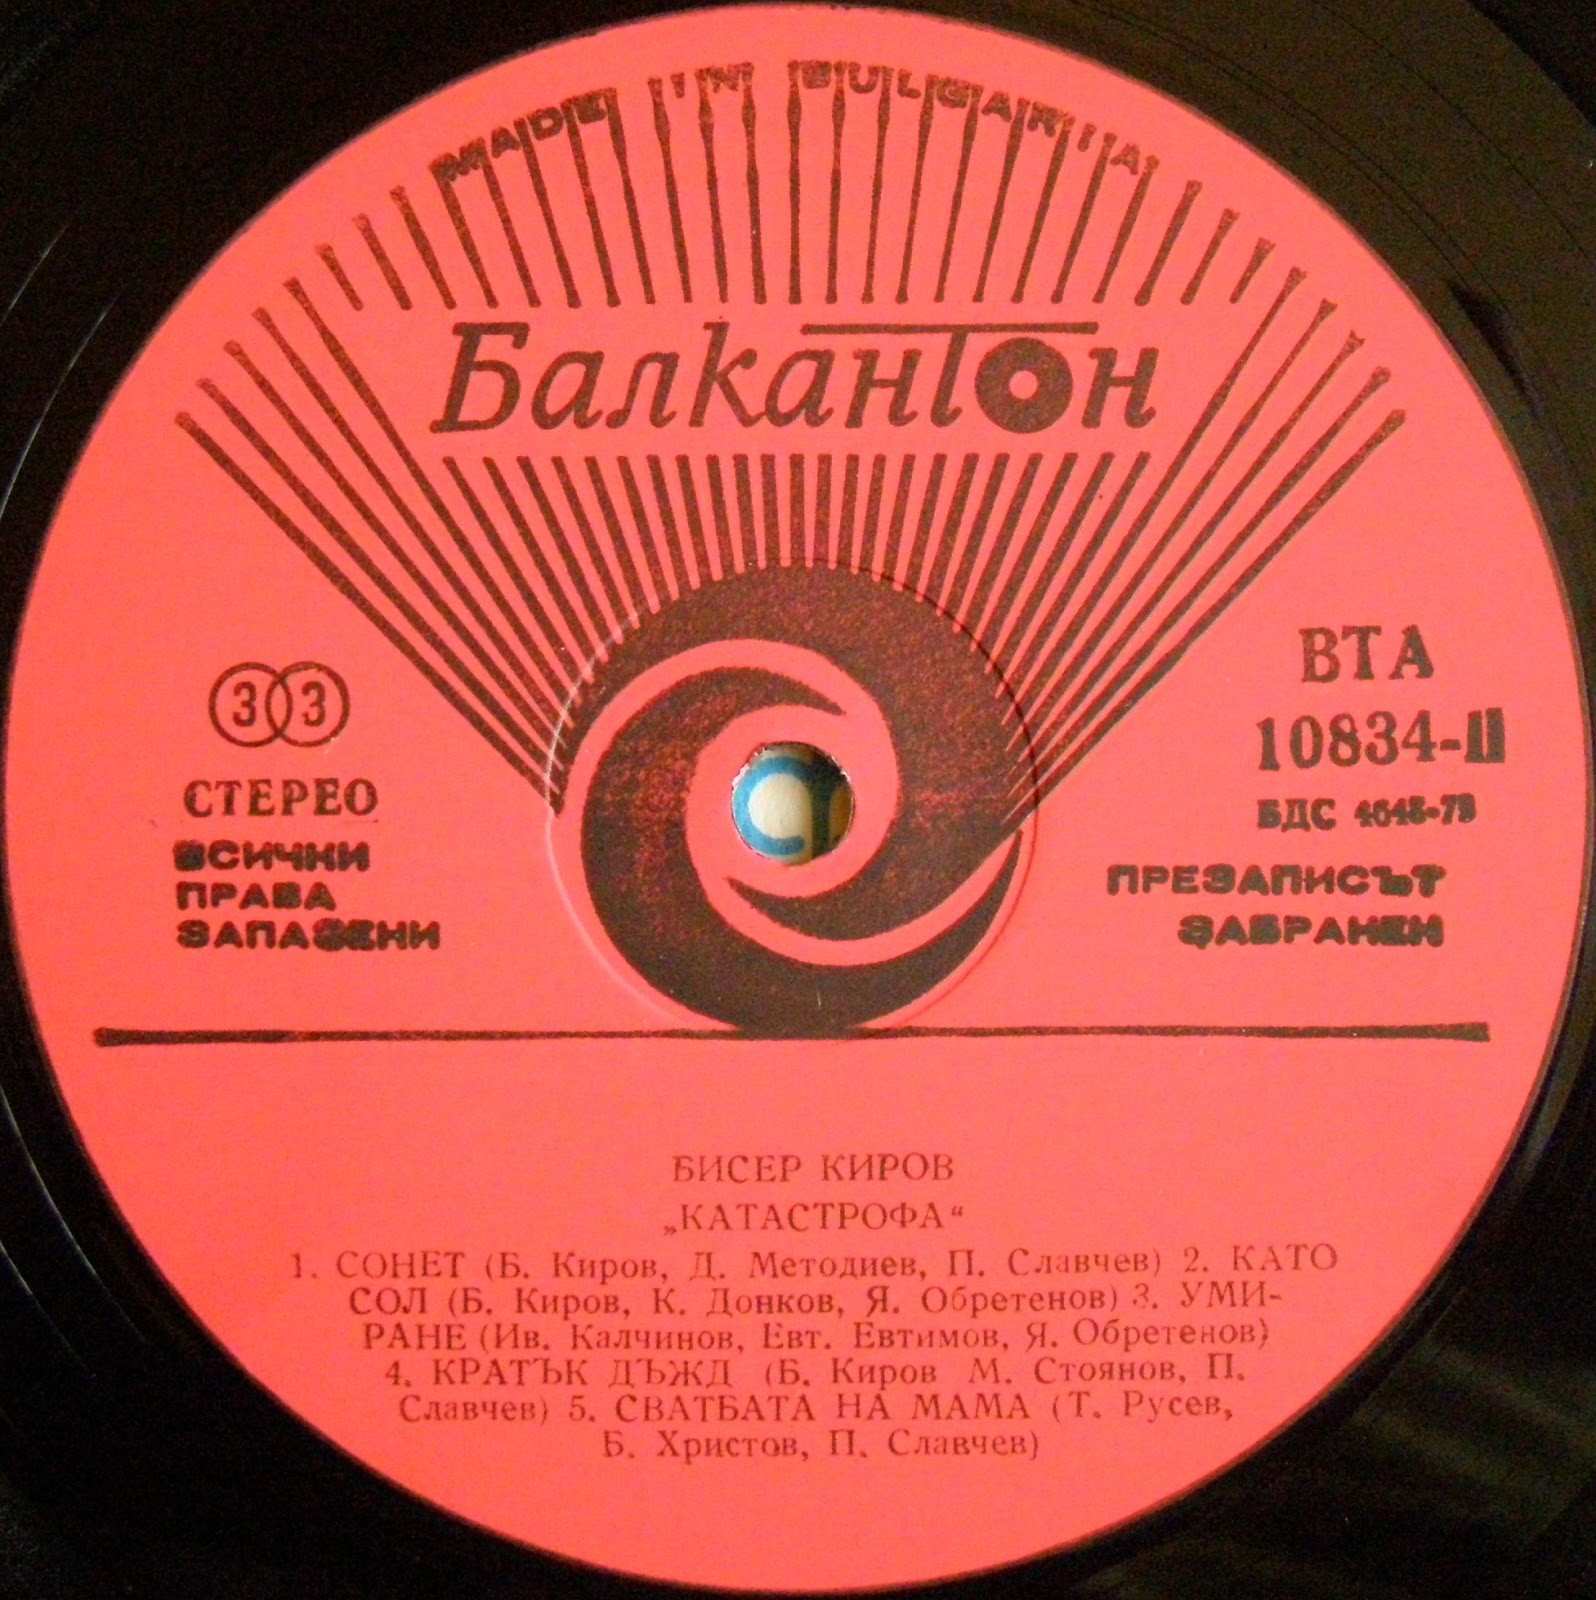 MADE IN BULGARIA
Балкантон
33
СТЕРЕО
ВСИЧКИ
ПРАВА
ЗАПАЗЕНИ
ВТА
10834-II
БДС 4045-79
ПРЕЗАПИСЪТ
ЗАБРАНЕН
БИСЕР КИРОВ
„КАТАСТРОФА“
1. СОНЕТ (Б. Киров, Д. Методиев, П. Славчев) 2. КАТО
СОЛ (Б. Киров, К. Донков, Я. Обретенов) 3. УМИ-
РАНЕ (Ив. Калчинов, Евт. Евтимов, Я. Обретенов)
4. КРАТЪК ДЪЖД (Б. Киров М. Стоянов, П.
Славчев) 5. СВАТБАТА НА МАМА (Т. Русев,
Б. Христов, П. Славчев)